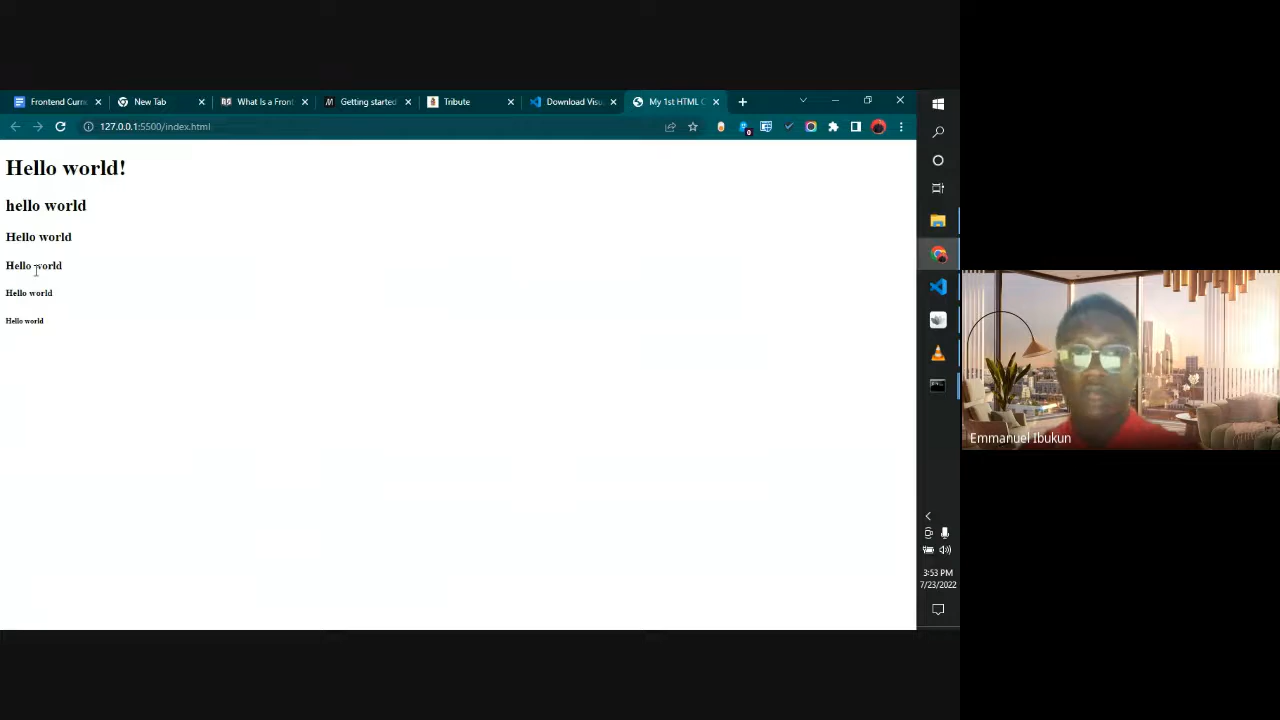 Frontend Curr
New Tab
What Is a Front
Getting started
Tribute
Download Visu
My 1st HTML C
127.0.0.1:5500/index.html
Hello world!
hello world
Hello world
Hello world
Hello world
Hello world
0
Emmanuel Ibukun
3:53 PM
7/23/2022